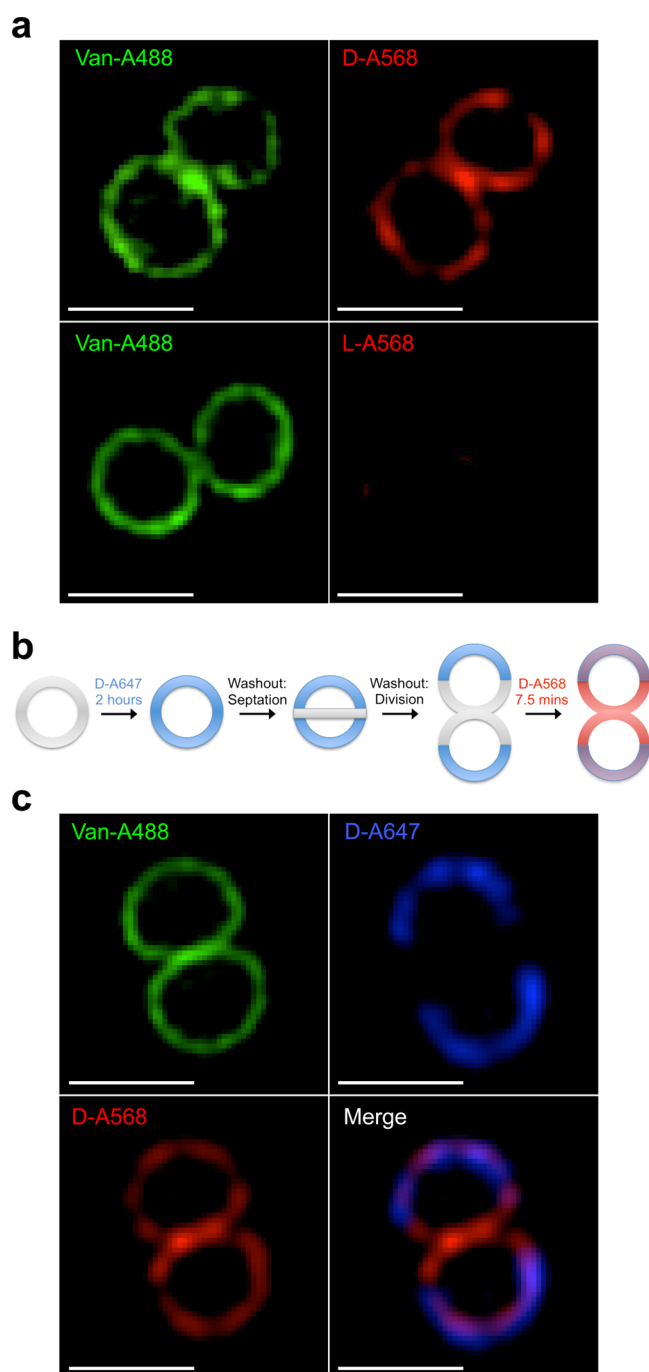 a
Van-A488
D-A568
Van-A488
L-A568
b
D-A647
2 hours
Washout:
Septation
Washout:
Division
D-A568
7.5 mins
c
Van-A488
D-A647
D-A568
Merge